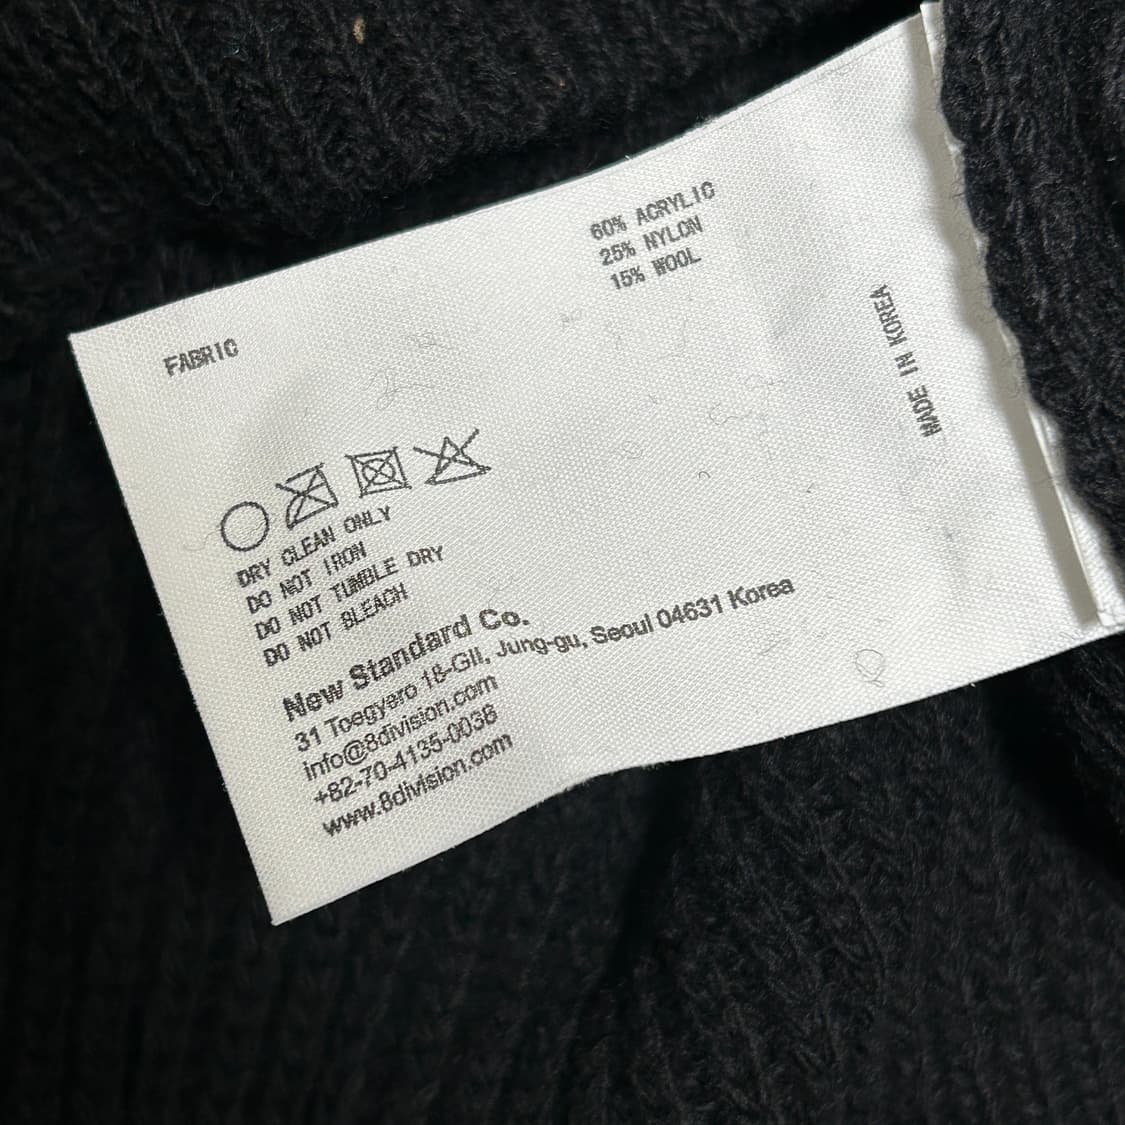 60% ACRYLIC
25% NYLON
15% WOOL
FABRIC
MADE IN KOREA
DRY CLEAN ONLY
DO NOT IRON
DO NOT TUMBLE DRY
DO NOT BLEACH
New Standard Co.
31 Toegyero 18-Gil, Jung-gu, Seoul 04631 Korea
info@8division.com
+82-70-4135-0038
www.8division.com